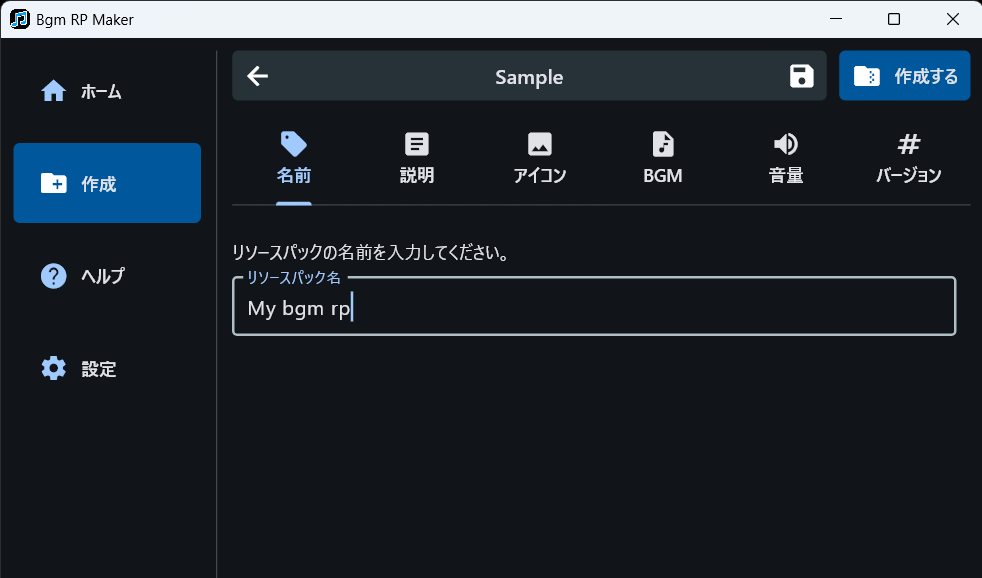 Bgm RP Maker
ホーム
作成
ヘルプ
設定
Sample
作成する
名前
説明
アイコン
BGM
音量
バージョン
リソースパックの名前を入力してください。
リソースパック名
My bgm rp